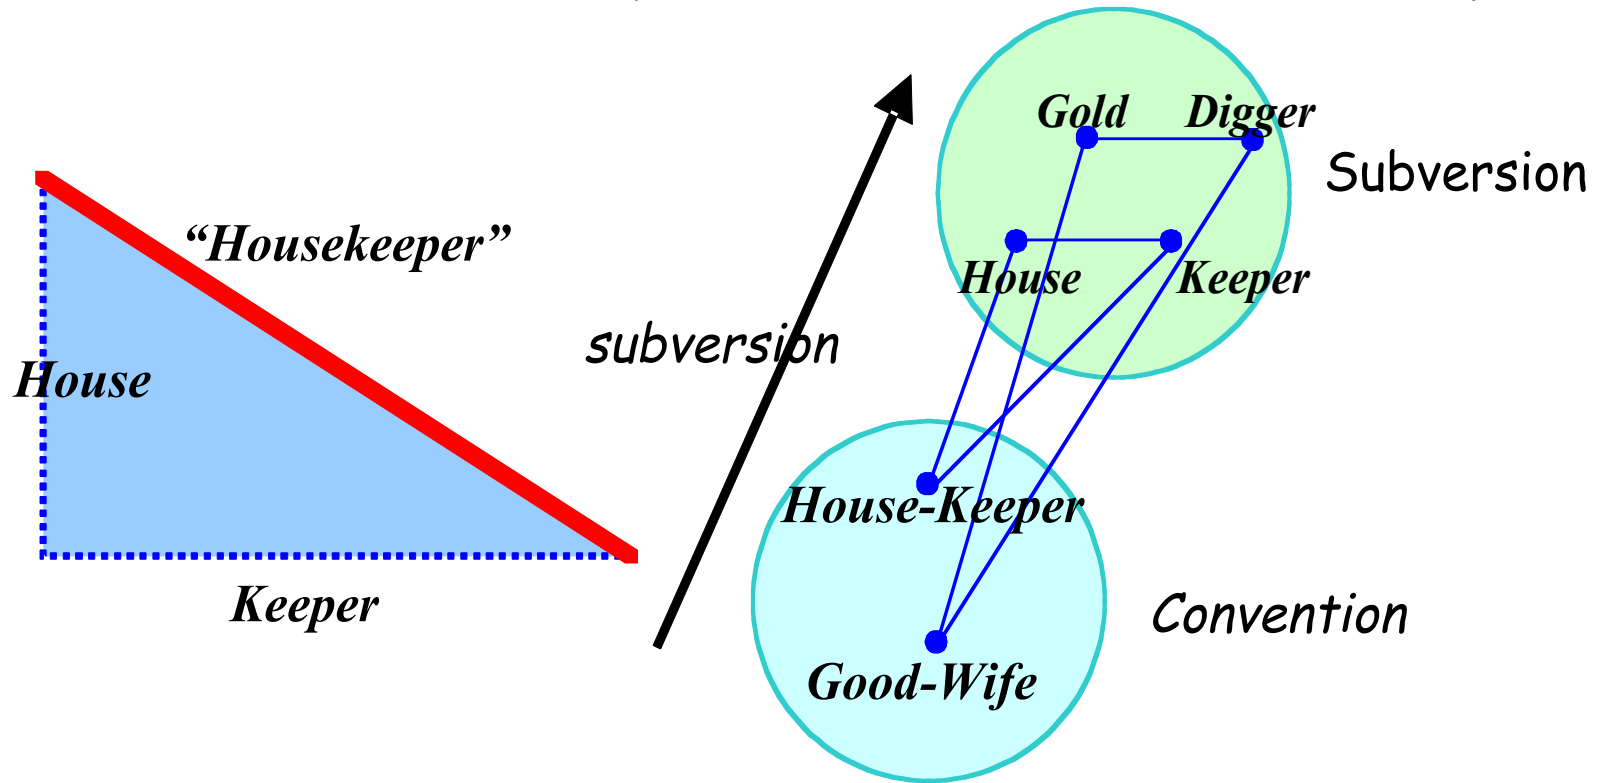 Gold Digger
Subversion
“Housekeeper”
House Keeper
subversion
House
House-Keeper
Keeper
Convention
Good-Wife